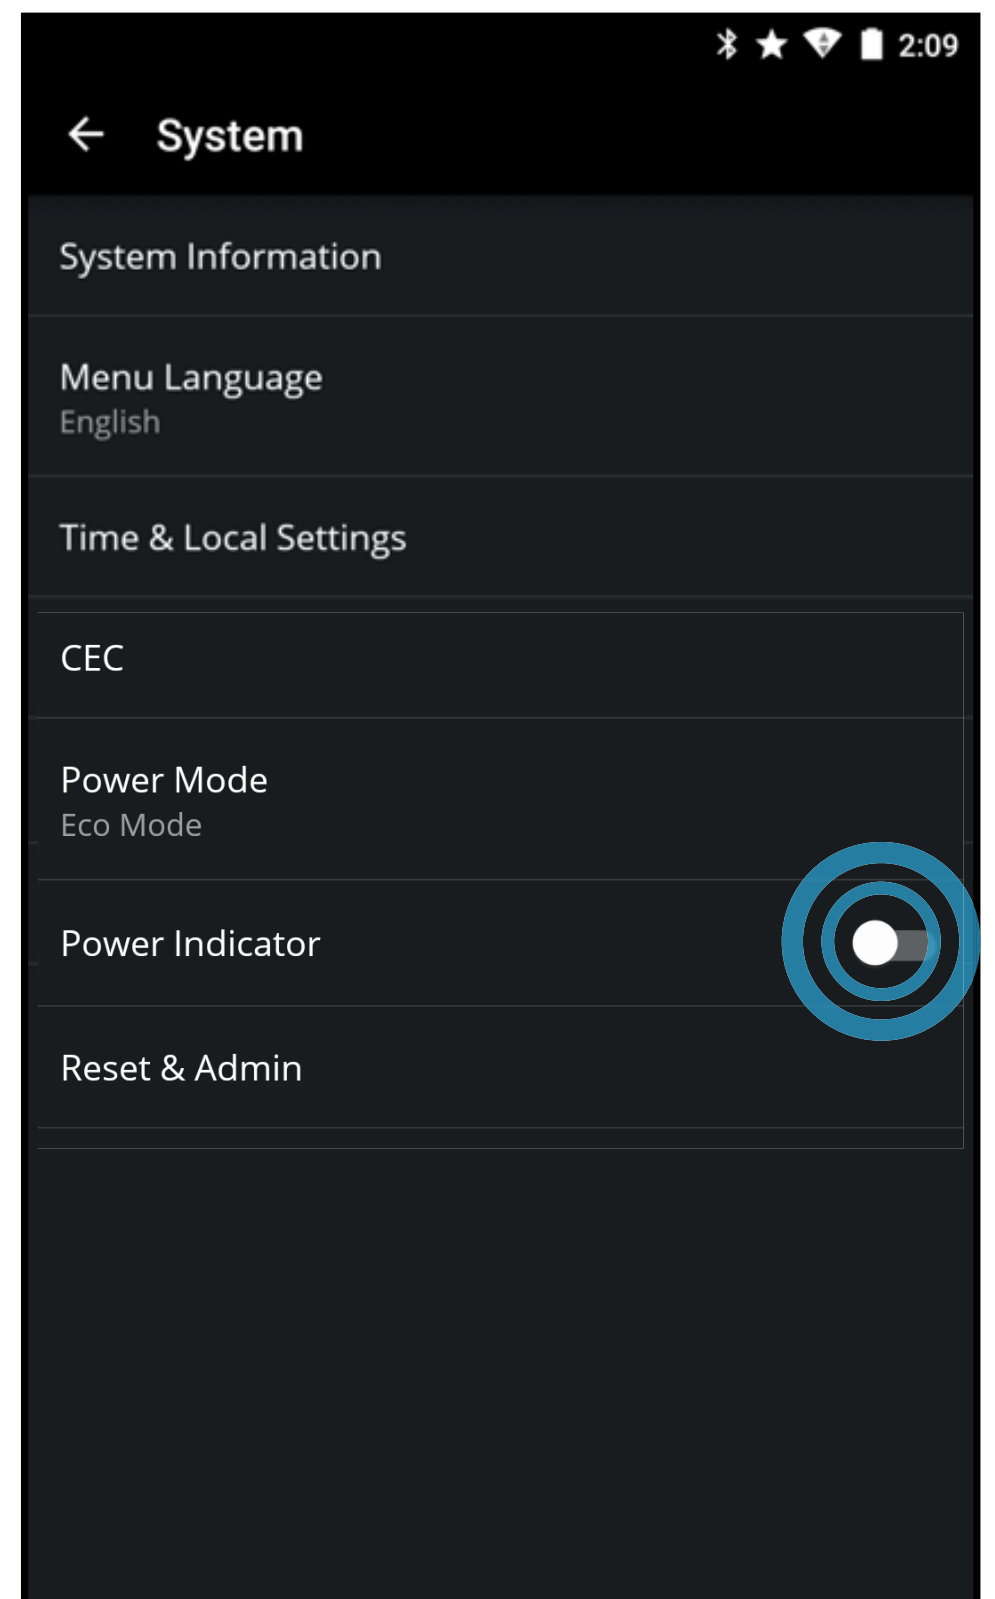 2:09
System
System Information
Menu Language
English
Time & Local Settings
CEC
Power Mode
Eco Mode
Power Indicator
Reset & Admin